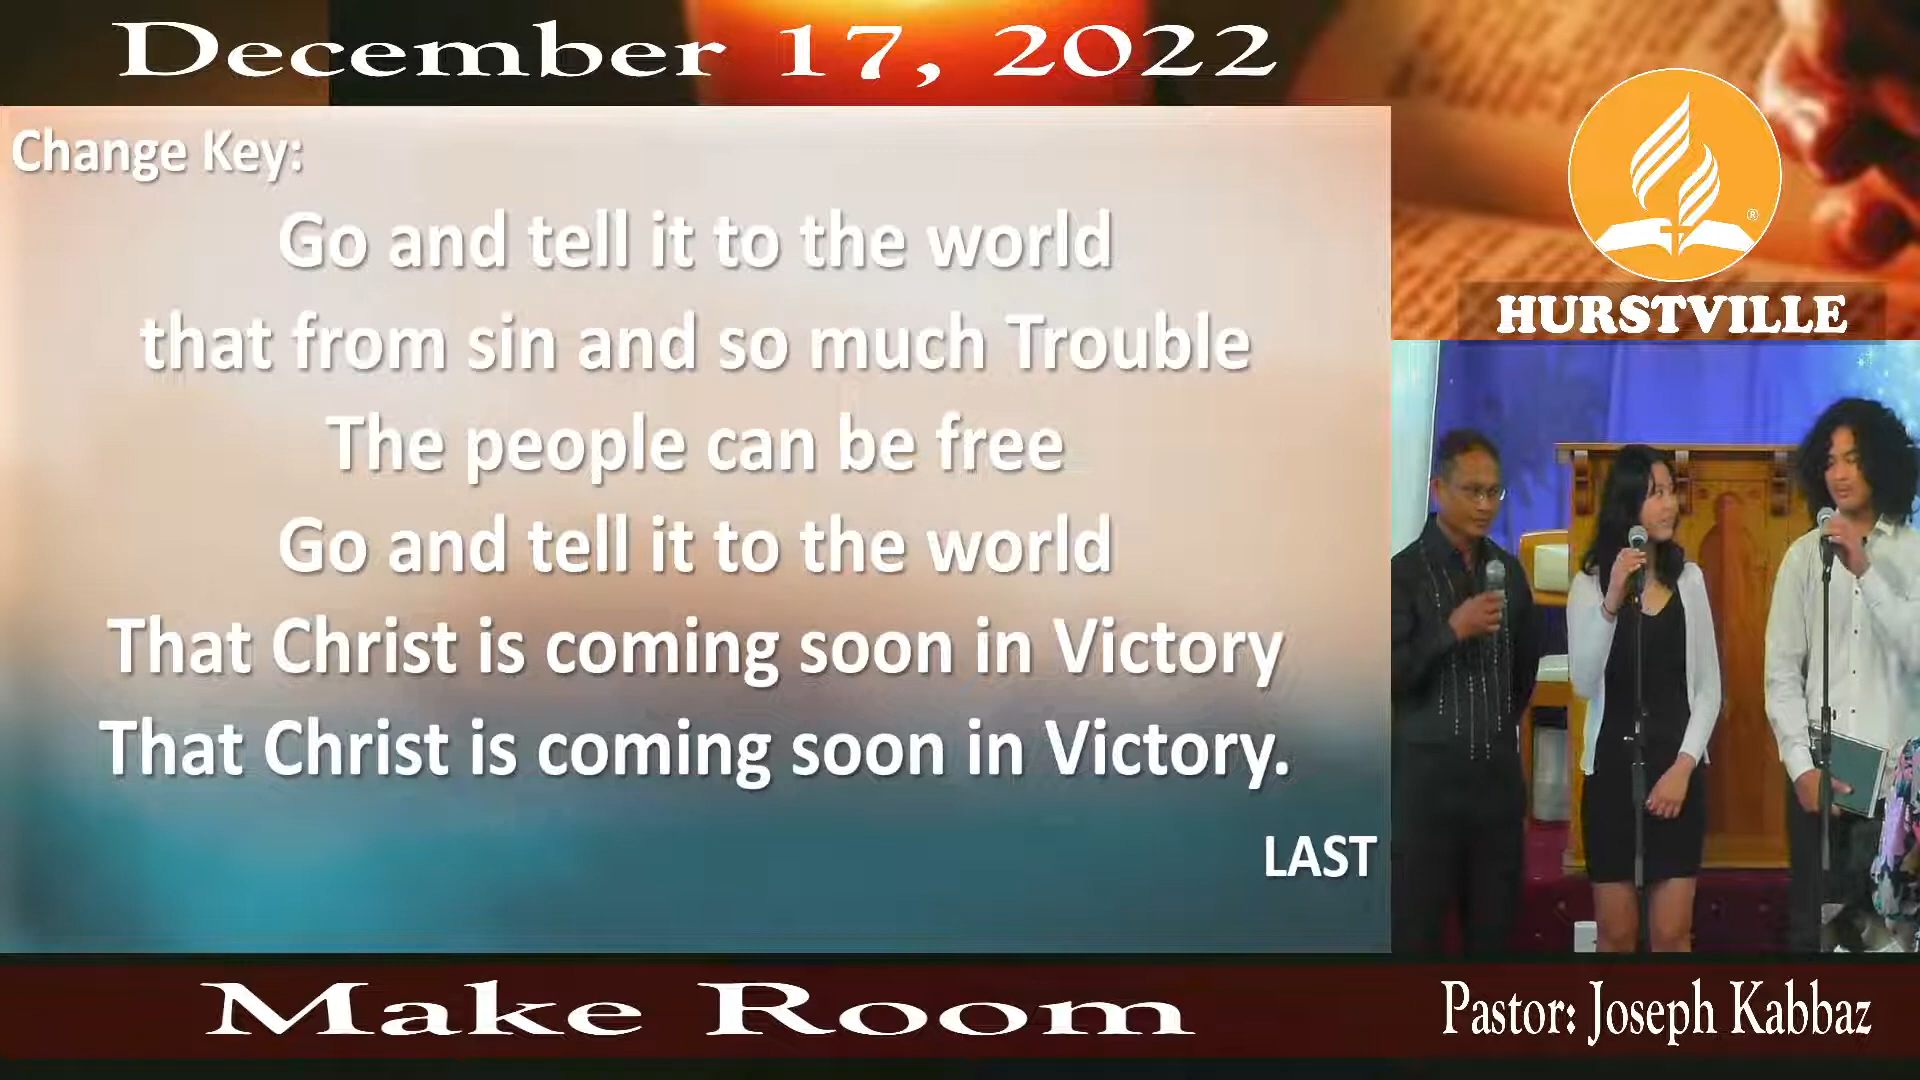 December 17, 2022
Change Key:
Go and tell it to the world
that from sin and so much Trouble
The people can be free
Go and tell it to the world
That Christ is coming soon in Victory
That Christ is coming soon in Victory.
LAST
®
HURSTVILLE
Make Room
Pastor: Joseph Kabbaz